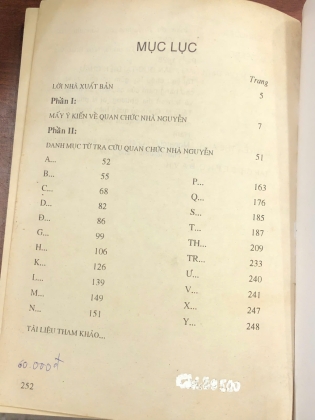 MỤC LỤC
Trang
LỜI NHÀ XUẤT BẢN 5
Phần I:
MẤY Ý KIẾN VỀ QUAN CHỨC NHÀ NGUYỄN 7
Phần II:
DANH MỤC TỪ TRA CỨU QUAN CHỨC NHÀ NGUYỄN 51
A... 52
B... 55
C... 68
D... 82
Đ... 86
G... 99
H... 106
K... 126
L... 139
M... 149
N... 151
P... 163
Q... 176
S... 185
T... 187
TH... 209
TR... 233
Ư... 240
V... 241
X... 247
Y... 248
TÀI LIỆU THAM KHẢO...
60.000đ
252